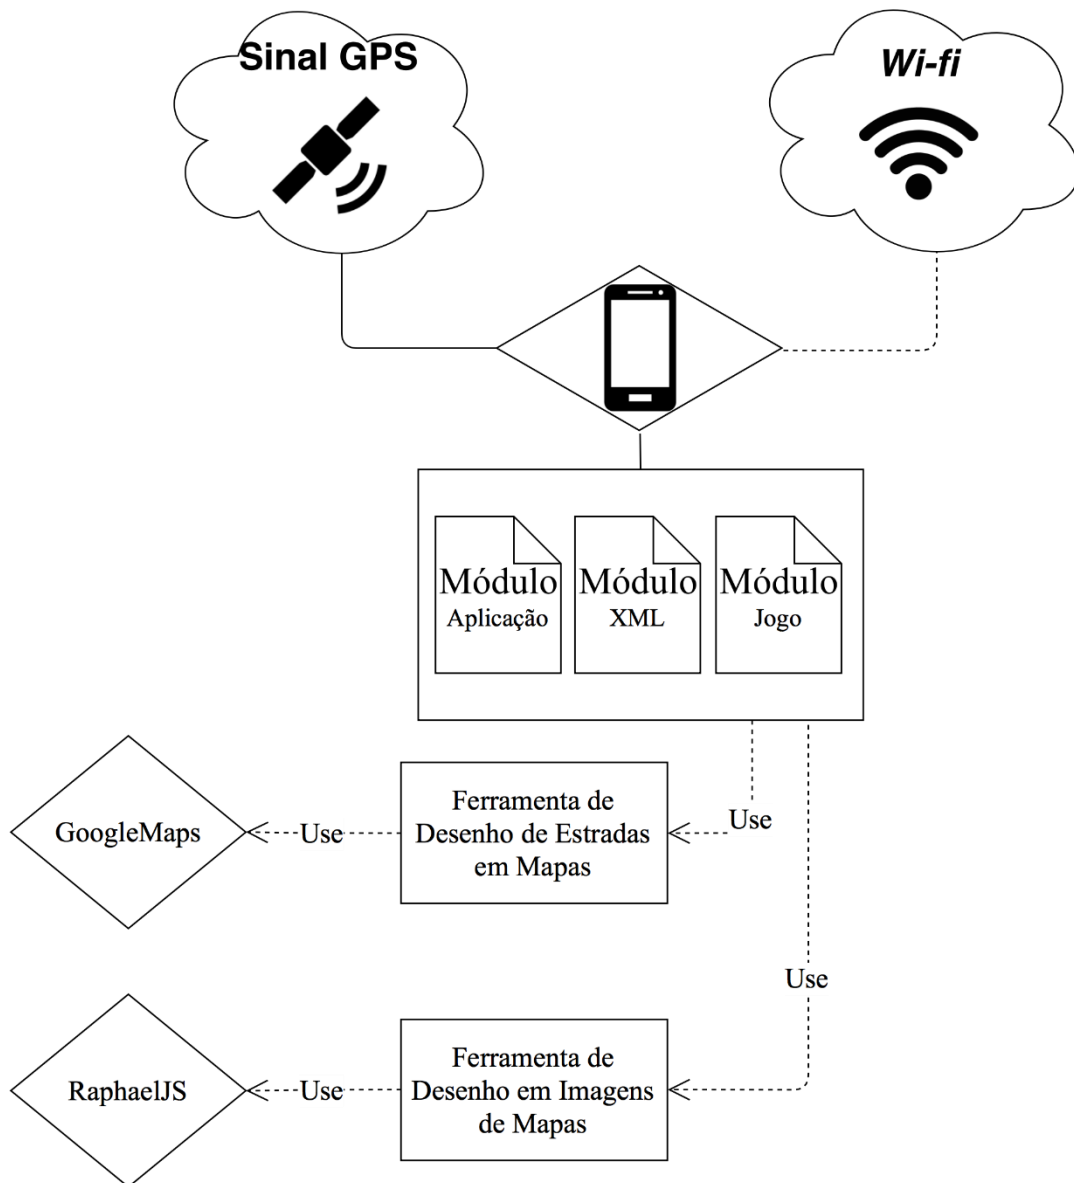 Sinal GPS
Wi-fi
Módulo
Aplicação
Módulo
XML
Módulo
Jogo
GoogleMaps
Use
Ferramenta de
Desenho de Estradas
em Mapas
Use
Use
RaphaelJS
Use
Ferramenta de
Desenho em Imagens
de Mapas